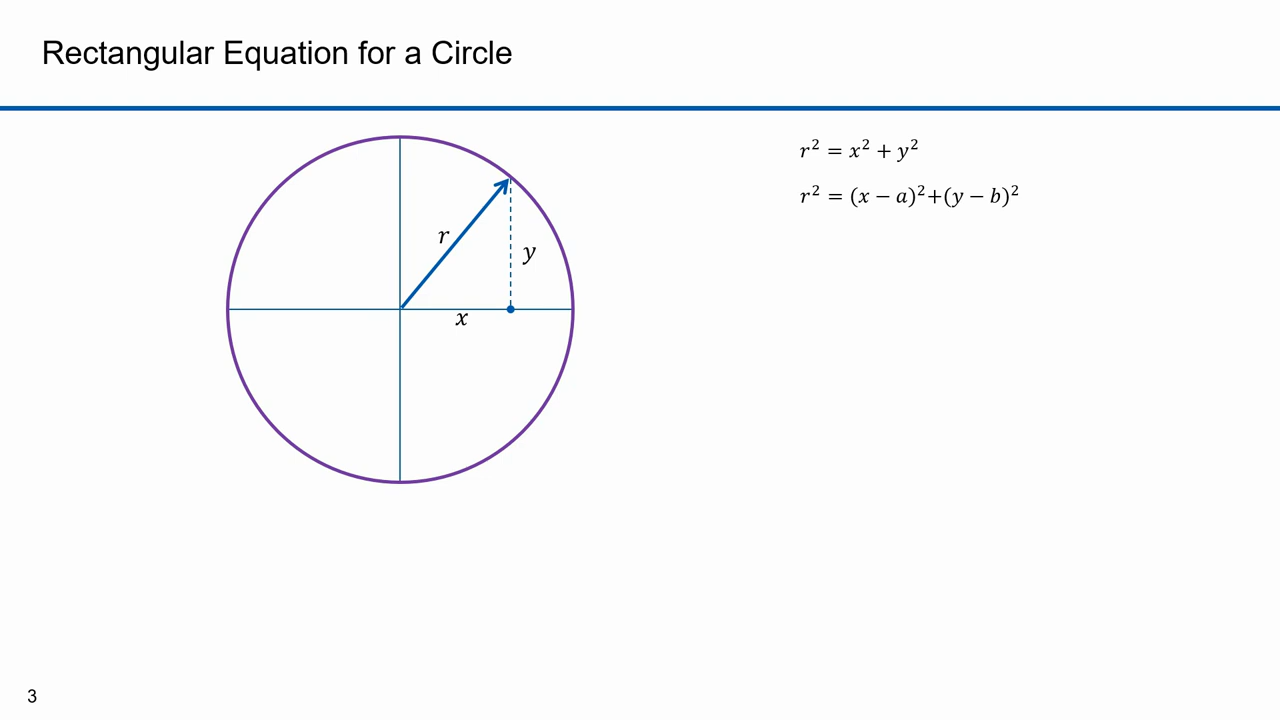 Rectangular Equation for a Circle
r² = x² + y²
r² = (x − a)²+(y − b)²
r
y
x
3